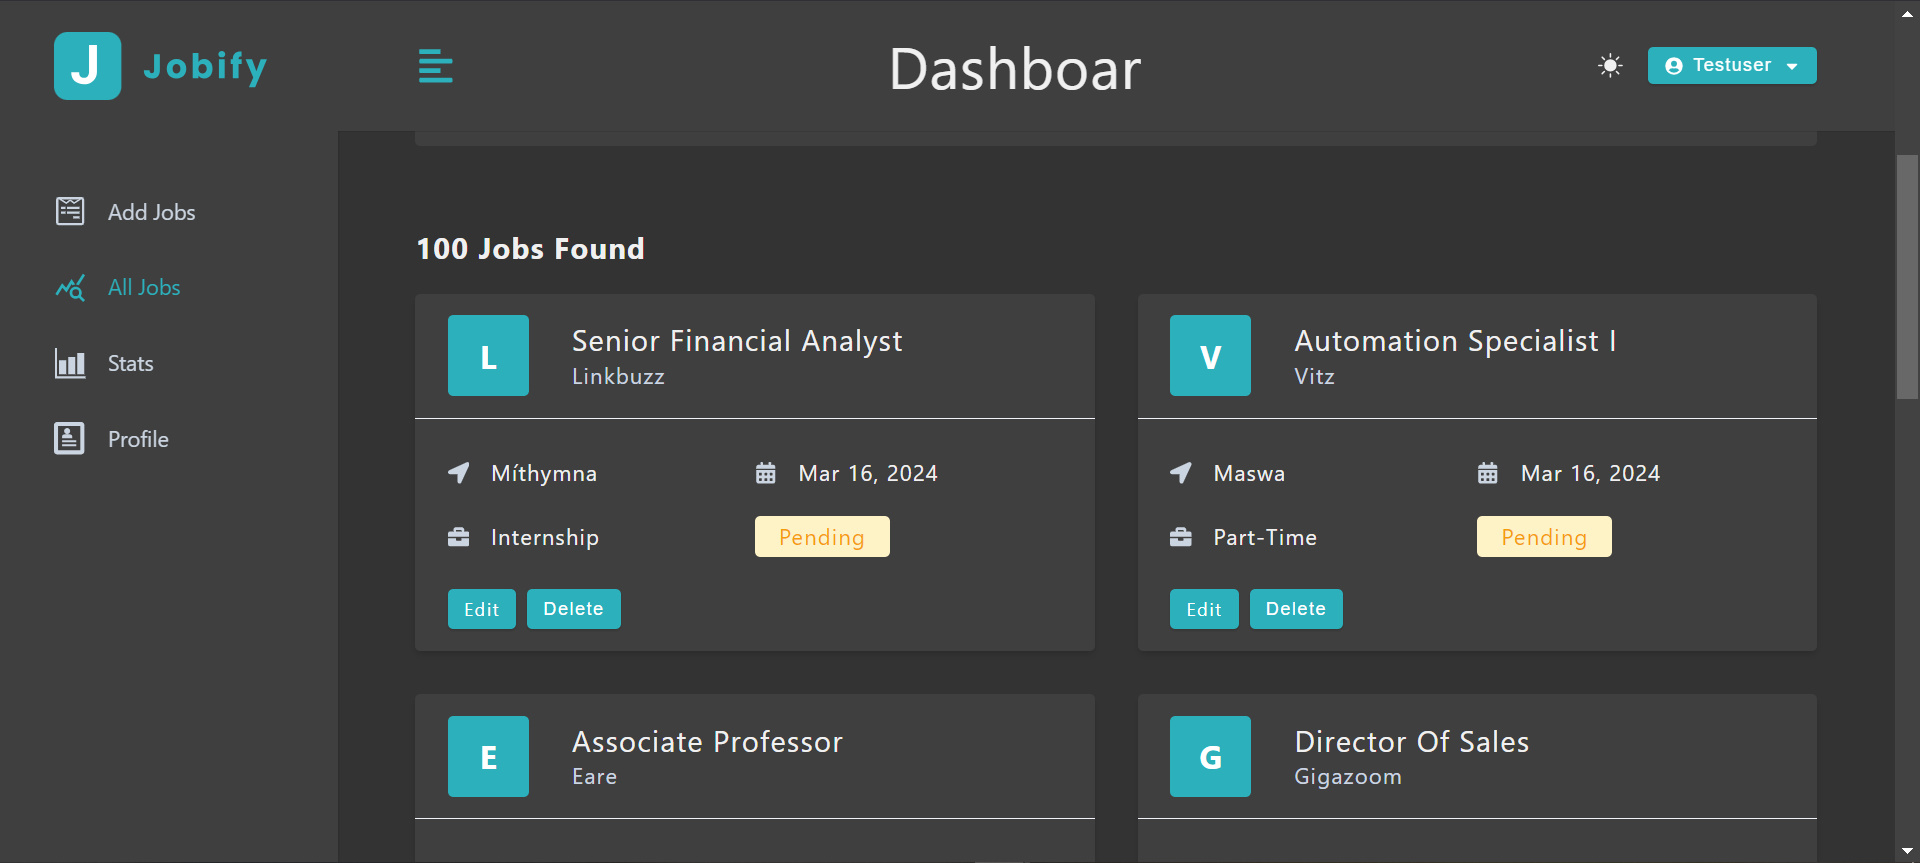 J Jobify
Dashboar
Testuser
Add Jobs
All Jobs
Stats
Profile
100 Jobs Found
L
Senior Financial Analyst
Linkbuzz
Míthymna
Mar 16, 2024
Internship
Pending
Edit
Delete
V
Automation Specialist I
Vitz
Maswa
Mar 16, 2024
Part-Time
Pending
Edit
Delete
E
Associate Professor
Eare
G
Director Of Sales
Gigazoom